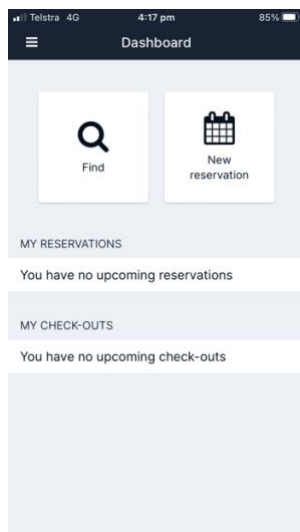 Telstra 4G 4:17 pm 85%
Dashboard
Find
New
reservation
MY RESERVATIONS
You have no upcoming reservations
MY CHECK-OUTS
You have no upcoming check-outs